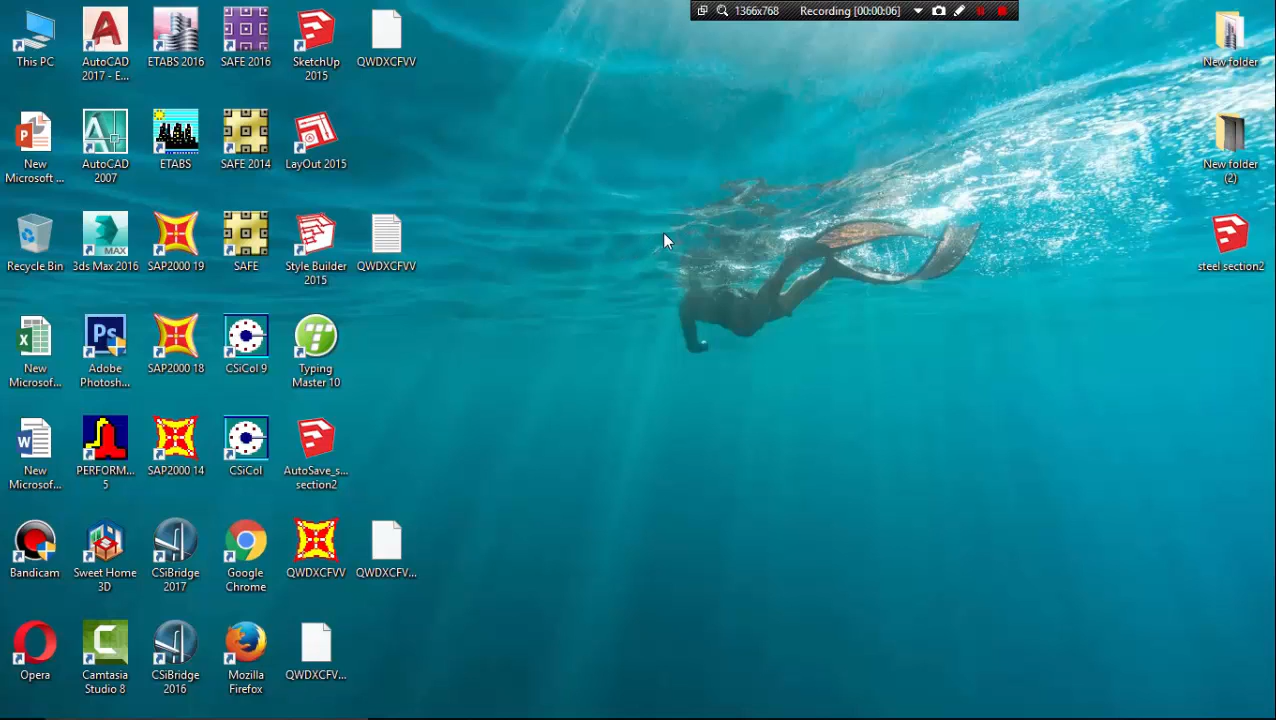 1366x768 Recording [00:00:06]
This PC
AutoCAD
2017 - E...
ETABS 2016
SAFE 2016
SketchUp
2015
QWDXCFVV
New folder
New
Microsoft ...
AutoCAD
2007
ETABS
SAFE 2014
LayOut 2015
New folder
(2)
Recycle Bin
3ds Max 2016
SAP2000 19
SAFE
Style Builder
2015
QWDXCFVV
steel section2
New
Microsof...
Adobe
Photosh...
SAP2000 18
CSiCol 9
Typing
Master 10
New
Microsof...
PERFORM...
5
SAP2000 14
CSiCol
AutoSave_s...
section2
Bandicam
Sweet Home
3D
CSiBridge
2017
Google
Chrome
QWDXCFVV
QWDXCFV...
Opera
Camtasia
Studio 8
CSiBridge
2016
Mozilla
Firefox
QWDXCFV...